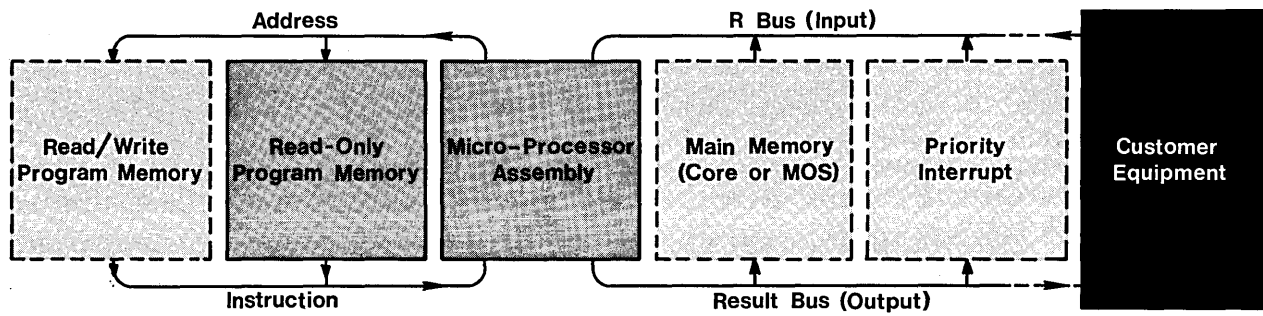 Address
R Bus (Input)
Read/Write
Program Memory
Read-Only
Program Memory
Micro-Processor
Assembly
Main Memory
(Core or MOS)
Priority
Interrupt
Customer
Equipment
Instruction
Result Bus (Output)